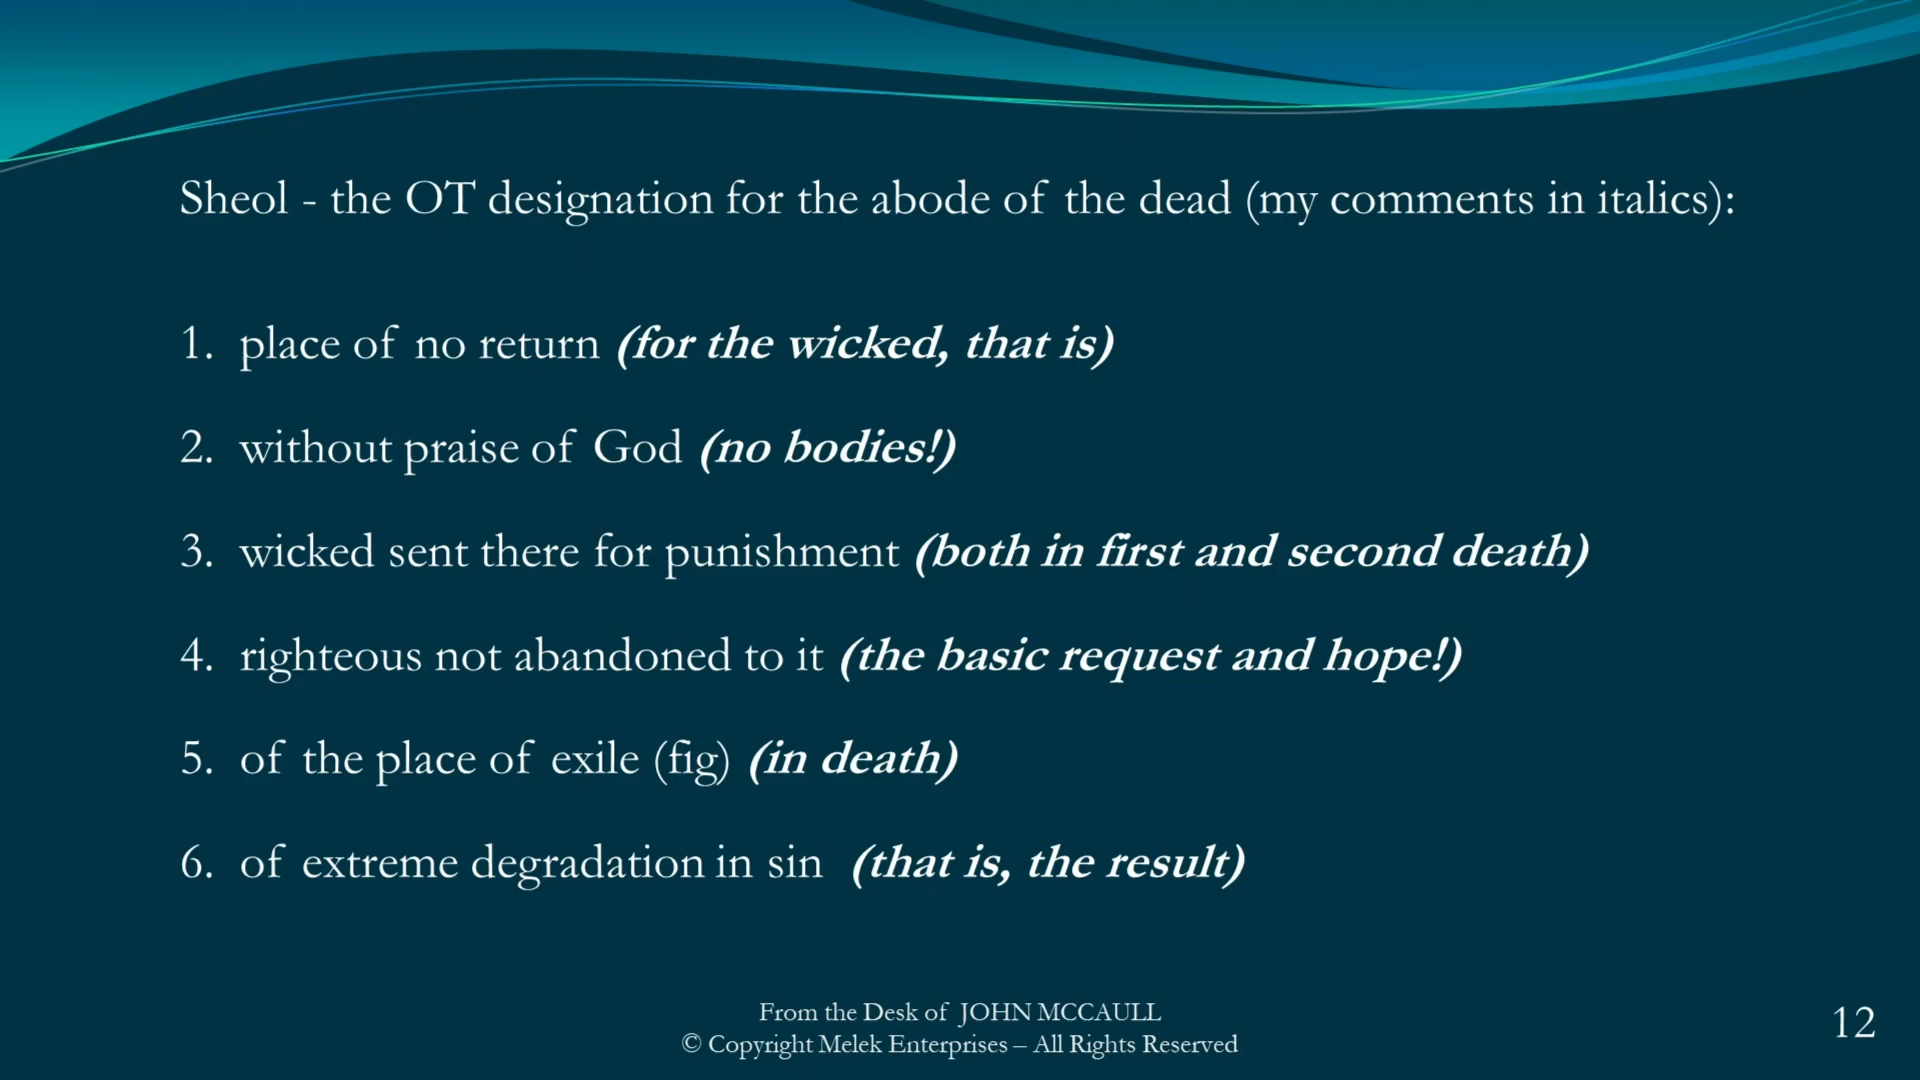 Sheol - the OT designation for the abode of the dead (my comments in italics):
1. place of no return (for the wicked, that is)
2. without praise of God (no bodies!)
3. wicked sent there for punishment (both in first and second death)
4. righteous not abandoned to it (the basic request and hope!)
5. of the place of exile (fig) (in death)
6. of extreme degradation in sin (that is, the result)
From the Desk of JOHN MCCAULL
© Copyright Melek Enterprises – All Rights Reserved
12